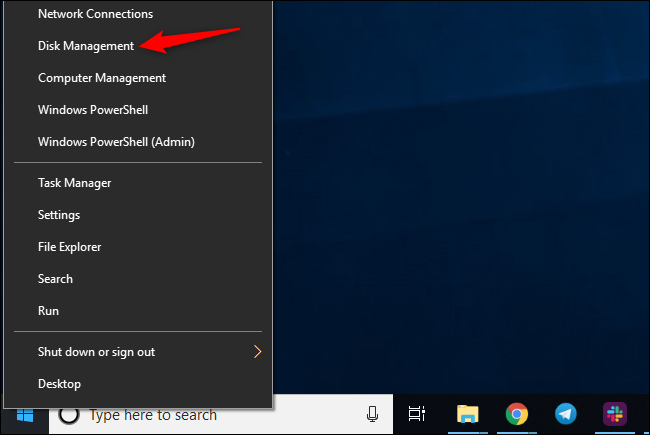 Network Connections
Disk Management
Computer Management
Windows PowerShell
Windows PowerShell (Admin)
Task Manager
Settings
File Explorer
Search
Run
Shut down or sign out
Desktop
Type here to search